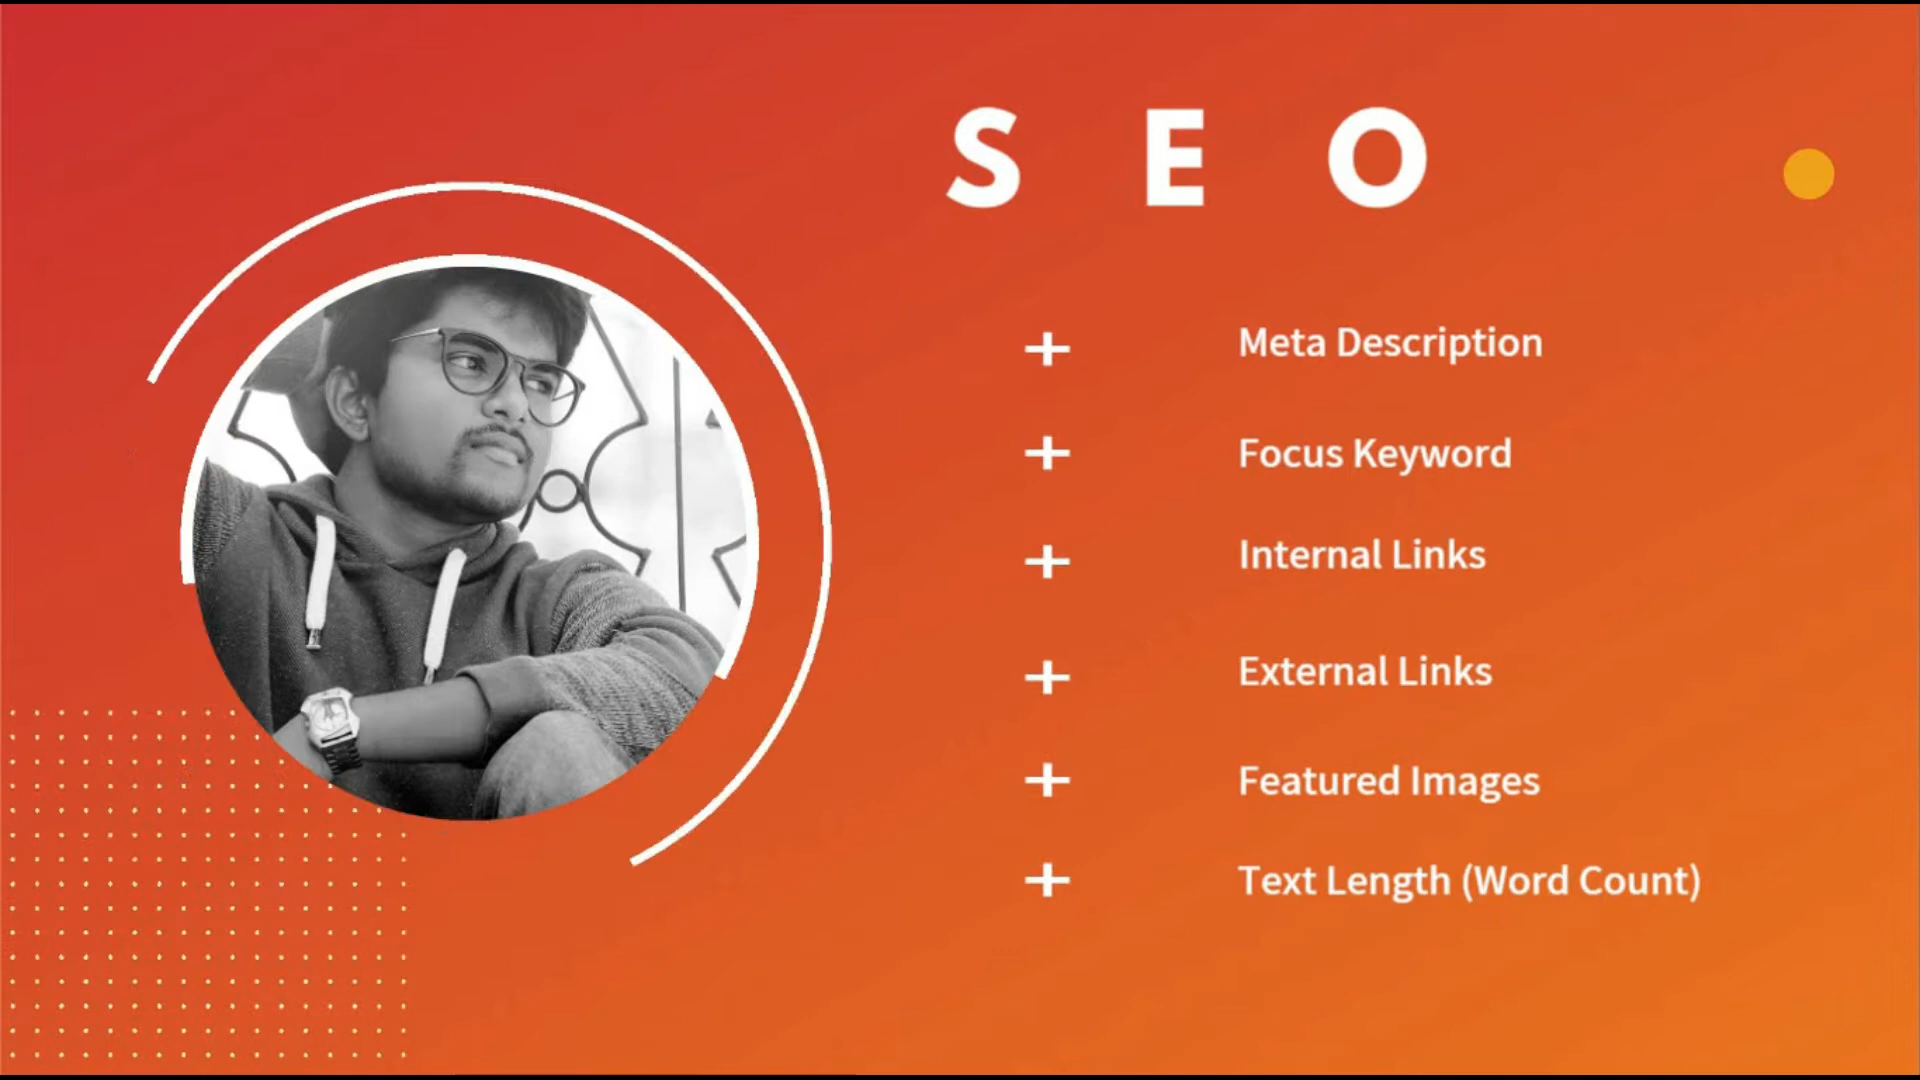 S E O
+ Meta Description
+ Focus Keyword
+ Internal Links
+ External Links
+ Featured Images
+ Text Length (Word Count)